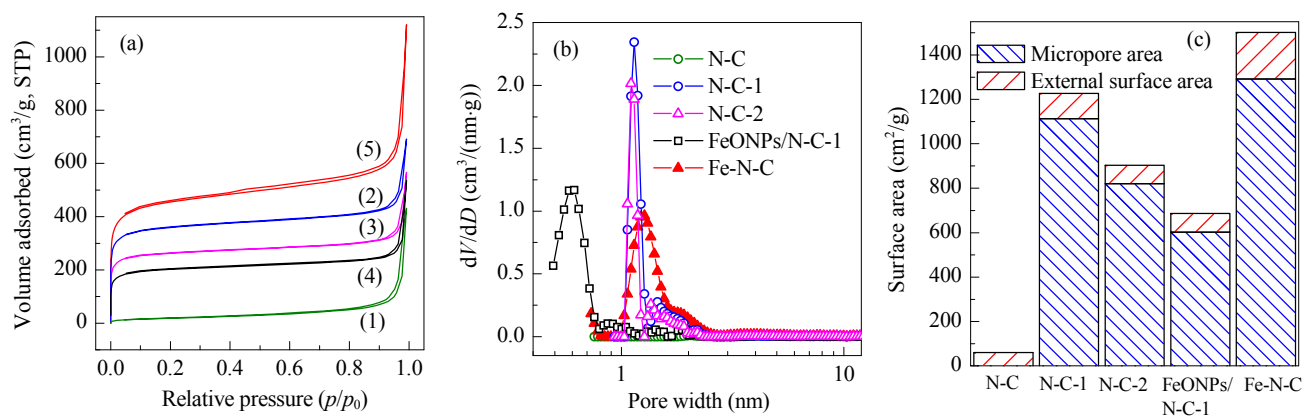 (a)
1000
800
600
400
200
0
Volume adsorbed (cm³/g, STP)
(5)
(2)
(3)
(4)
(1)
0.0 0.2 0.4 0.6 0.8 1.0
Relative pressure (p/p₀)
(b)
2.5
2.0
1.5
1.0
0.5
0.0
dV/dD (cm³/(nm·g))
N-C
N-C-1
N-C-2
FeONPs/N-C-1
Fe-N-C
1 10
Pore width (nm)
(c)
1400
1200
1000
800
600
400
200
0
Surface area (cm²/g)
Micropore area
External surface area
N-C N-C-1 N-C-2 FeONPs/ Fe-N-C
N-C-1